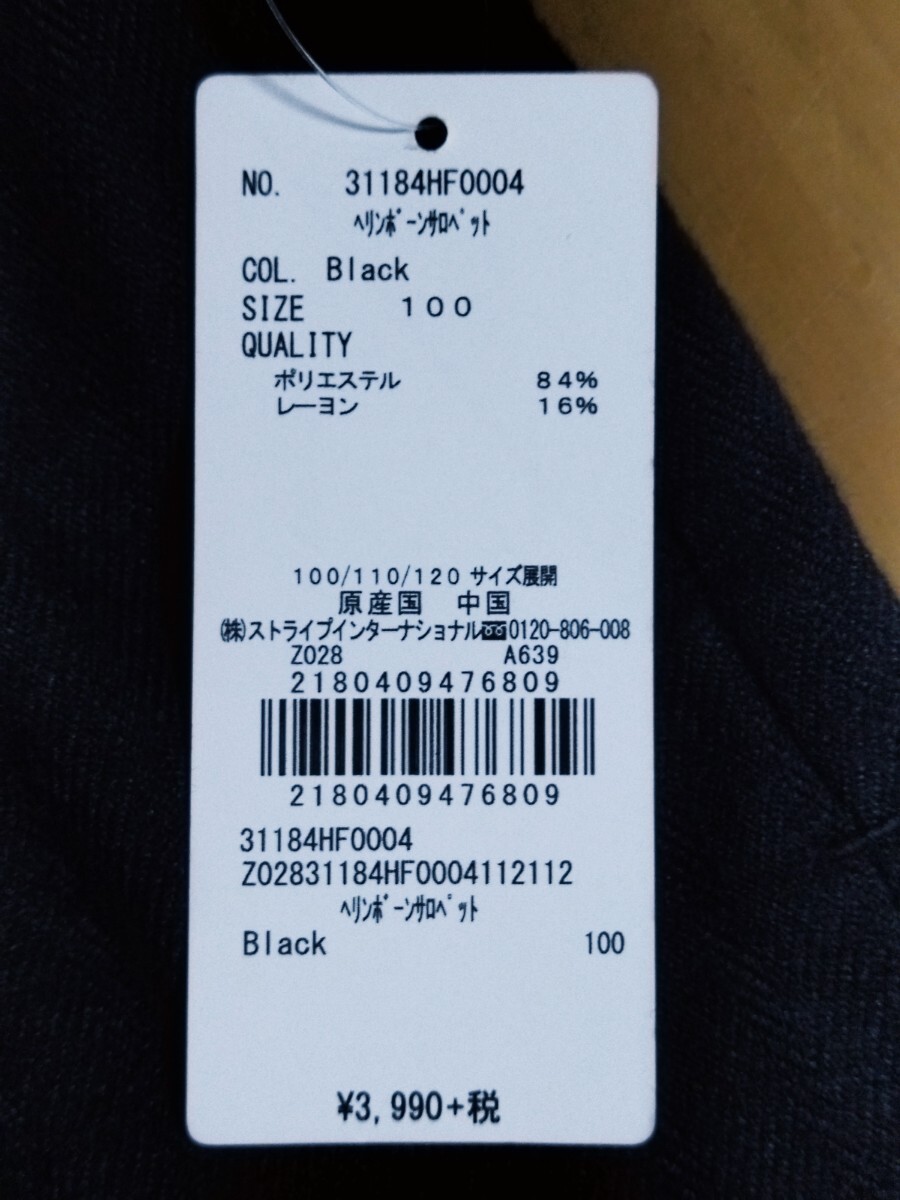 NO. 31184HF0004
ﾍﾘﾝﾎﾞｰﾝｻﾛﾍﾟｯﾄ
COL. Black
SIZE １００
QUALITY
ポリエステル ８４%
レーヨン １６%
100/110/120 サイズ展開
原産国 中国
㈱ストライプインターナショナル 0120-806-008
Z028 A639
2180409476809
2180409476809
31184HF0004
Z02831184HF0004112112
ﾍﾘﾝﾎﾞｰﾝｻﾛﾍﾟｯﾄ
Black 100
¥3,990+税